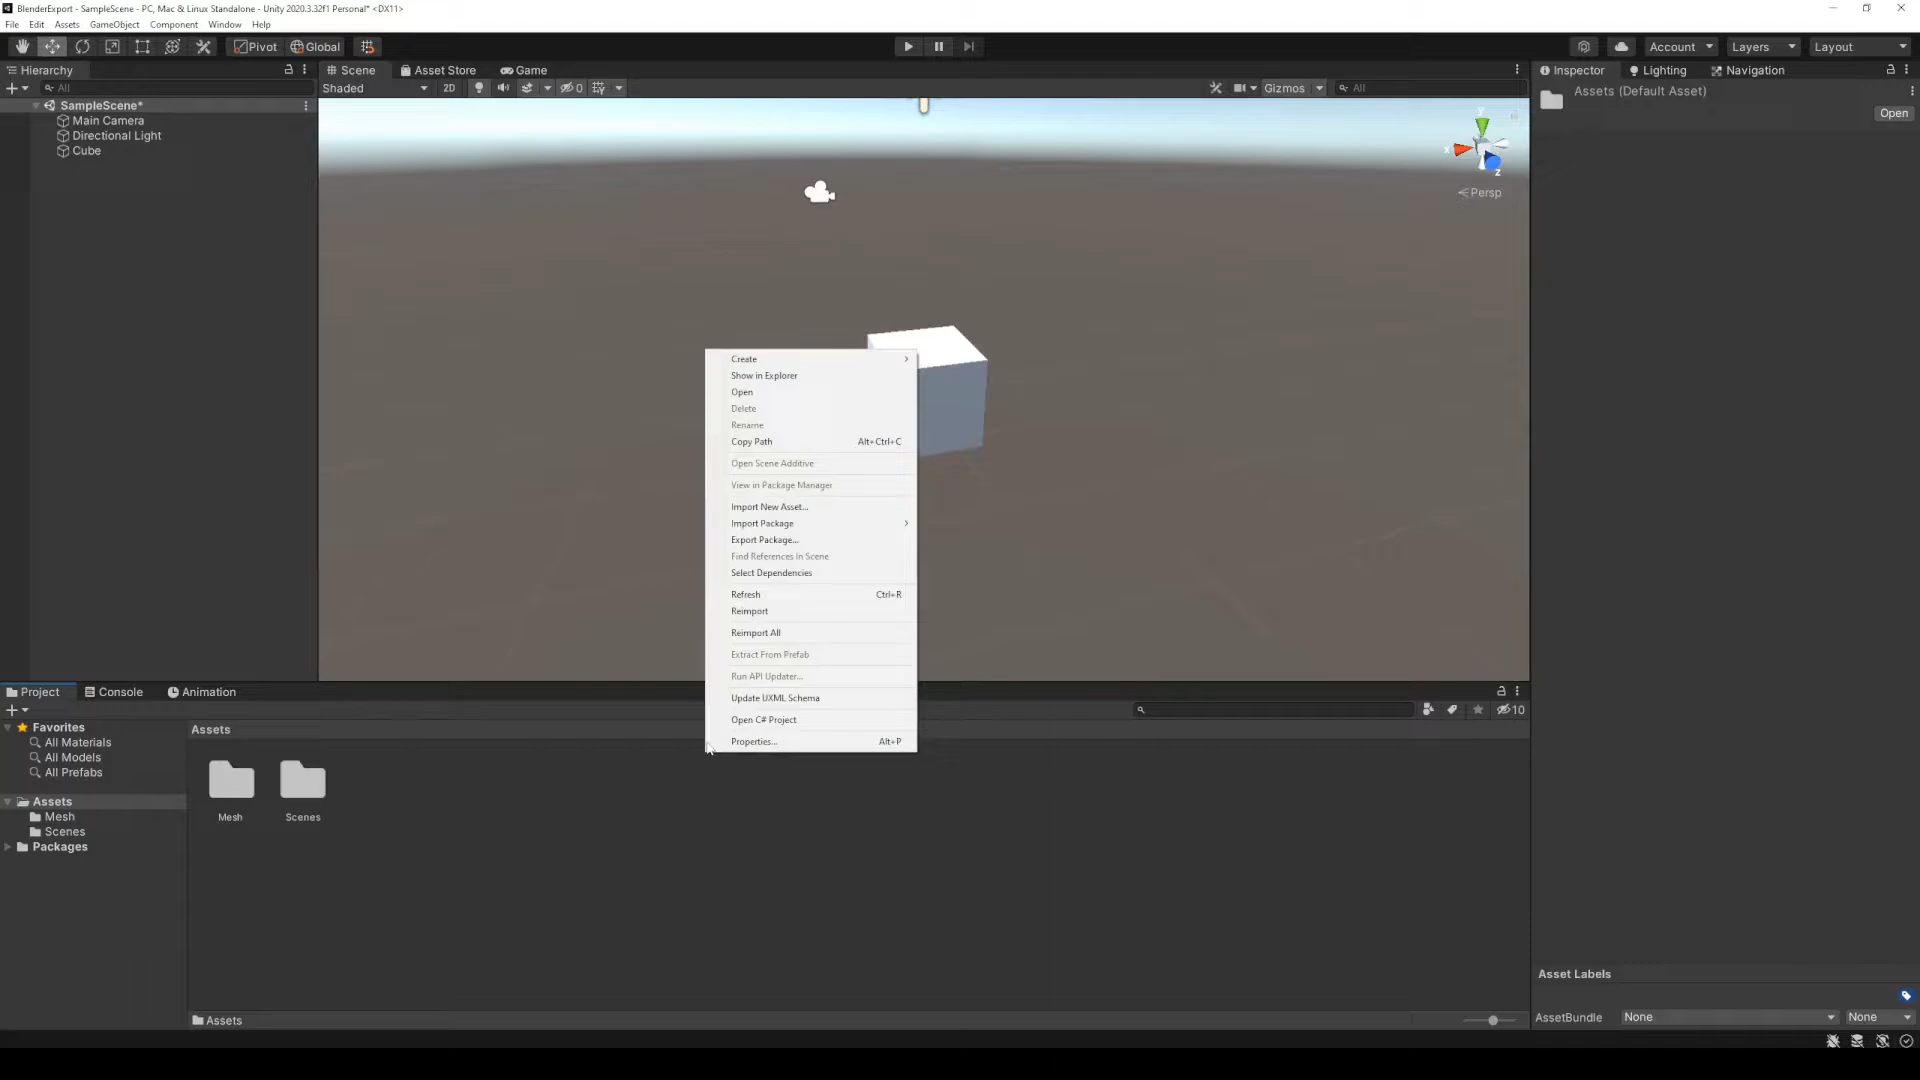 BlenderExport - SampleScene - PC, Mac & Linux Standalone - Unity 2020.3.32f1 Personal* <DX11>
File Edit Assets GameObject Component Window Help
Pivot Global Account Layers Layout
Hierarchy
All
SampleScene*
Main Camera
Directional Light
Cube
Scene Asset Store Game
Shaded 2D 0 Gizmos All
Y
X
Z
Persp
Inspector Lighting Navigation
Assets (Default Asset)
Open
Create
Show in Explorer
Open
Delete
Rename
Copy Path Alt+Ctrl+C
Open Scene Additive
View in Package Manager
Import New Asset...
Import Package
Export Package...
Find References In Scene
Select Dependencies
Refresh Ctrl+R
Reimport
Reimport All
Extract From Prefab
Run API Updater...
Update UXML Schema
Open C# Project
Properties... Alt+P
Project Console Animation
10
Favorites
All Materials
All Models
All Prefabs
Assets
Mesh
Scenes
Packages
Assets
Mesh Scenes
Assets
Asset Labels
AssetBundle None None